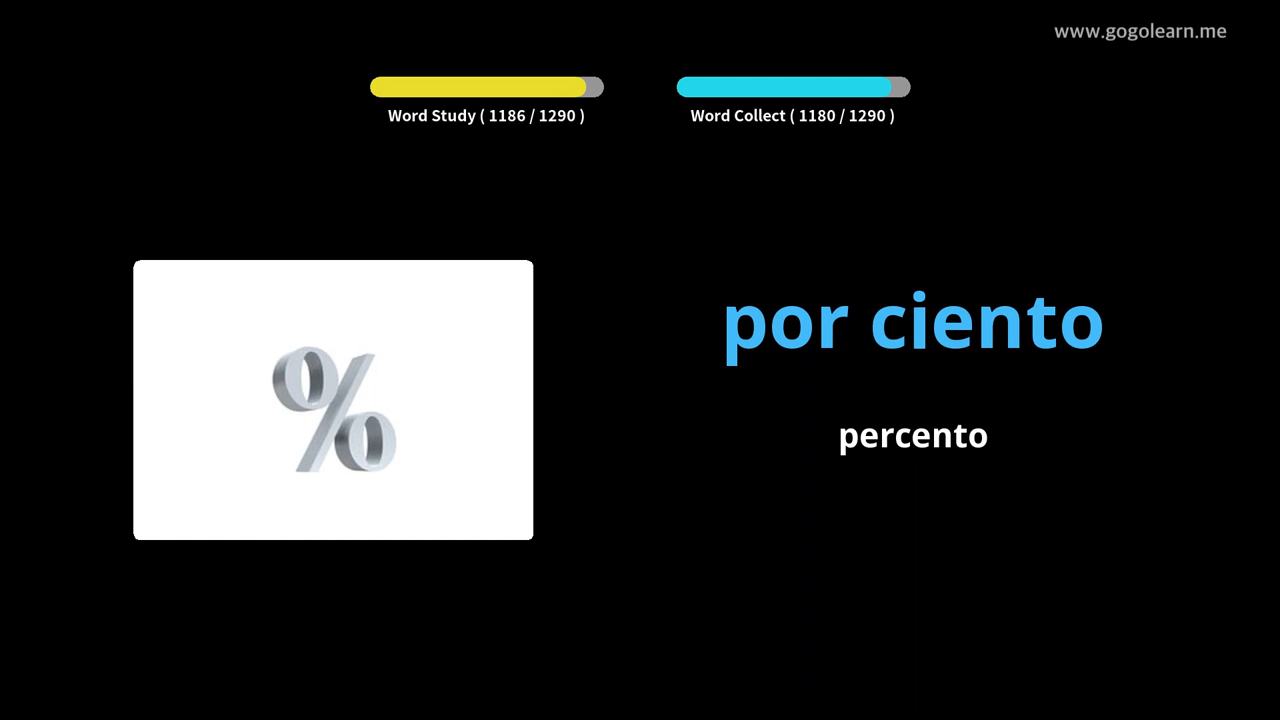 www.gogolearn.me
Word Study ( 1186 / 1290 )
Word Collect ( 1180 / 1290 )
%
por ciento
percento